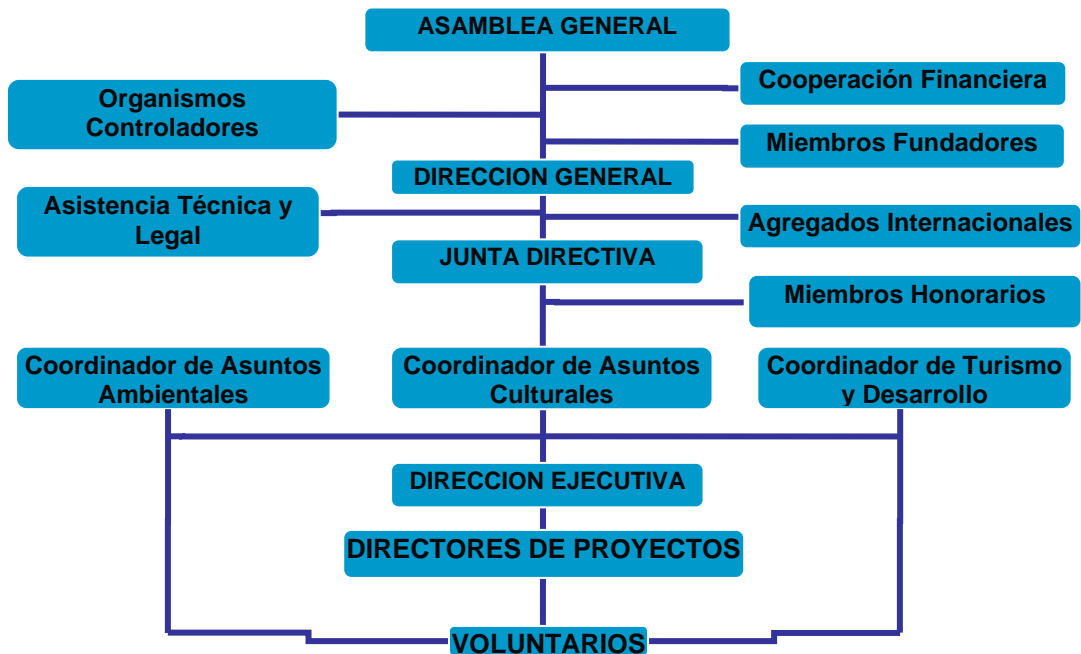 ASAMBLEA GENERAL
Cooperación Financiera
Organismos
Controladores
Miembros Fundadores
DIRECCION GENERAL
Asistencia Técnica y
Legal
Agregados Internacionales
JUNTA DIRECTIVA
Miembros Honorarios
Coordinador de Asuntos
Ambientales
Coordinador de Asuntos
Culturales
Coordinador de Turismo
y Desarrollo
DIRECCION EJECUTIVA
DIRECTORES DE PROYECTOS
VOLUNTARIOS